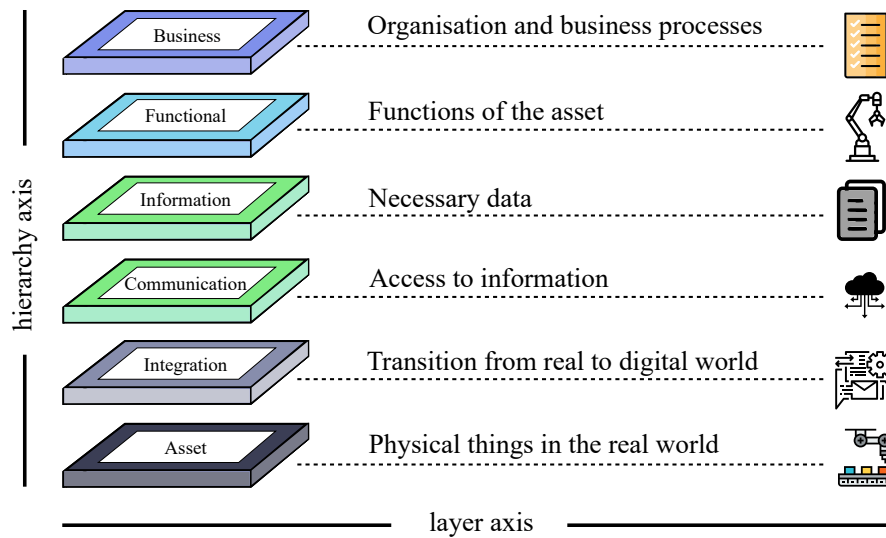 Business
Organisation and business processes
Functional
Functions of the asset
Information
Necessary data
Communication
Access to information
Integration
Transition from real to digital world
Asset
Physical things in the real world
hierarchy axis
layer axis